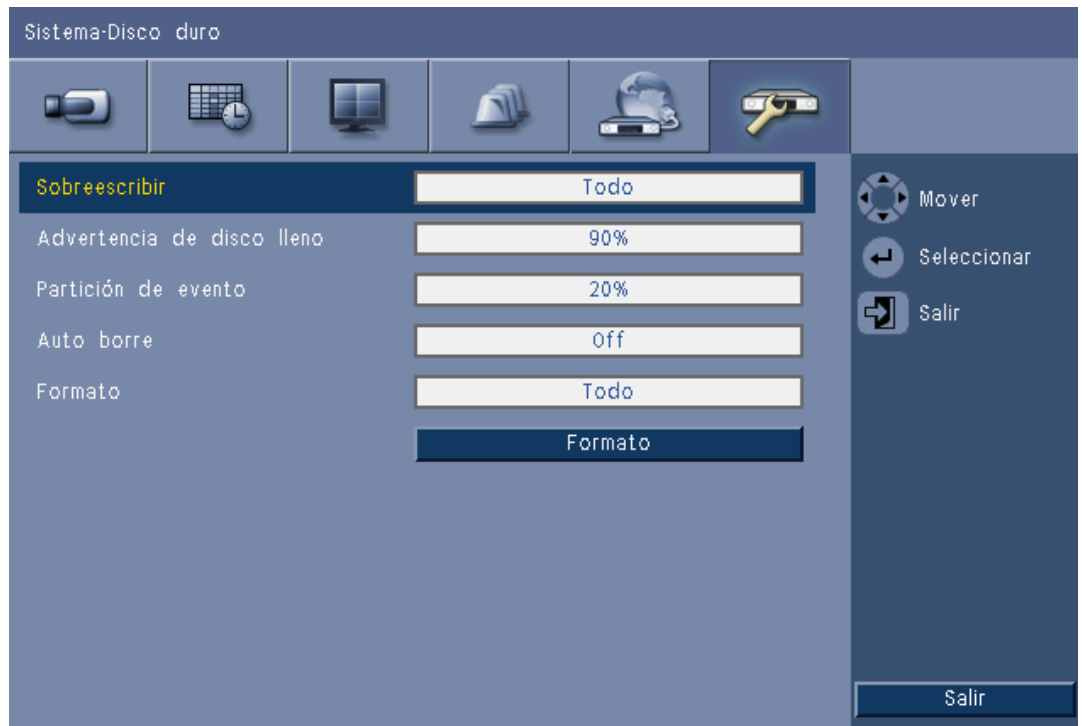 Sistema-Disco duro
Sobreescribir Todo
Advertencia de disco lleno 90%
Partición de evento 20%
Auto borre Off
Formato Todo
Formato
Mover
Seleccionar
Salir
Salir